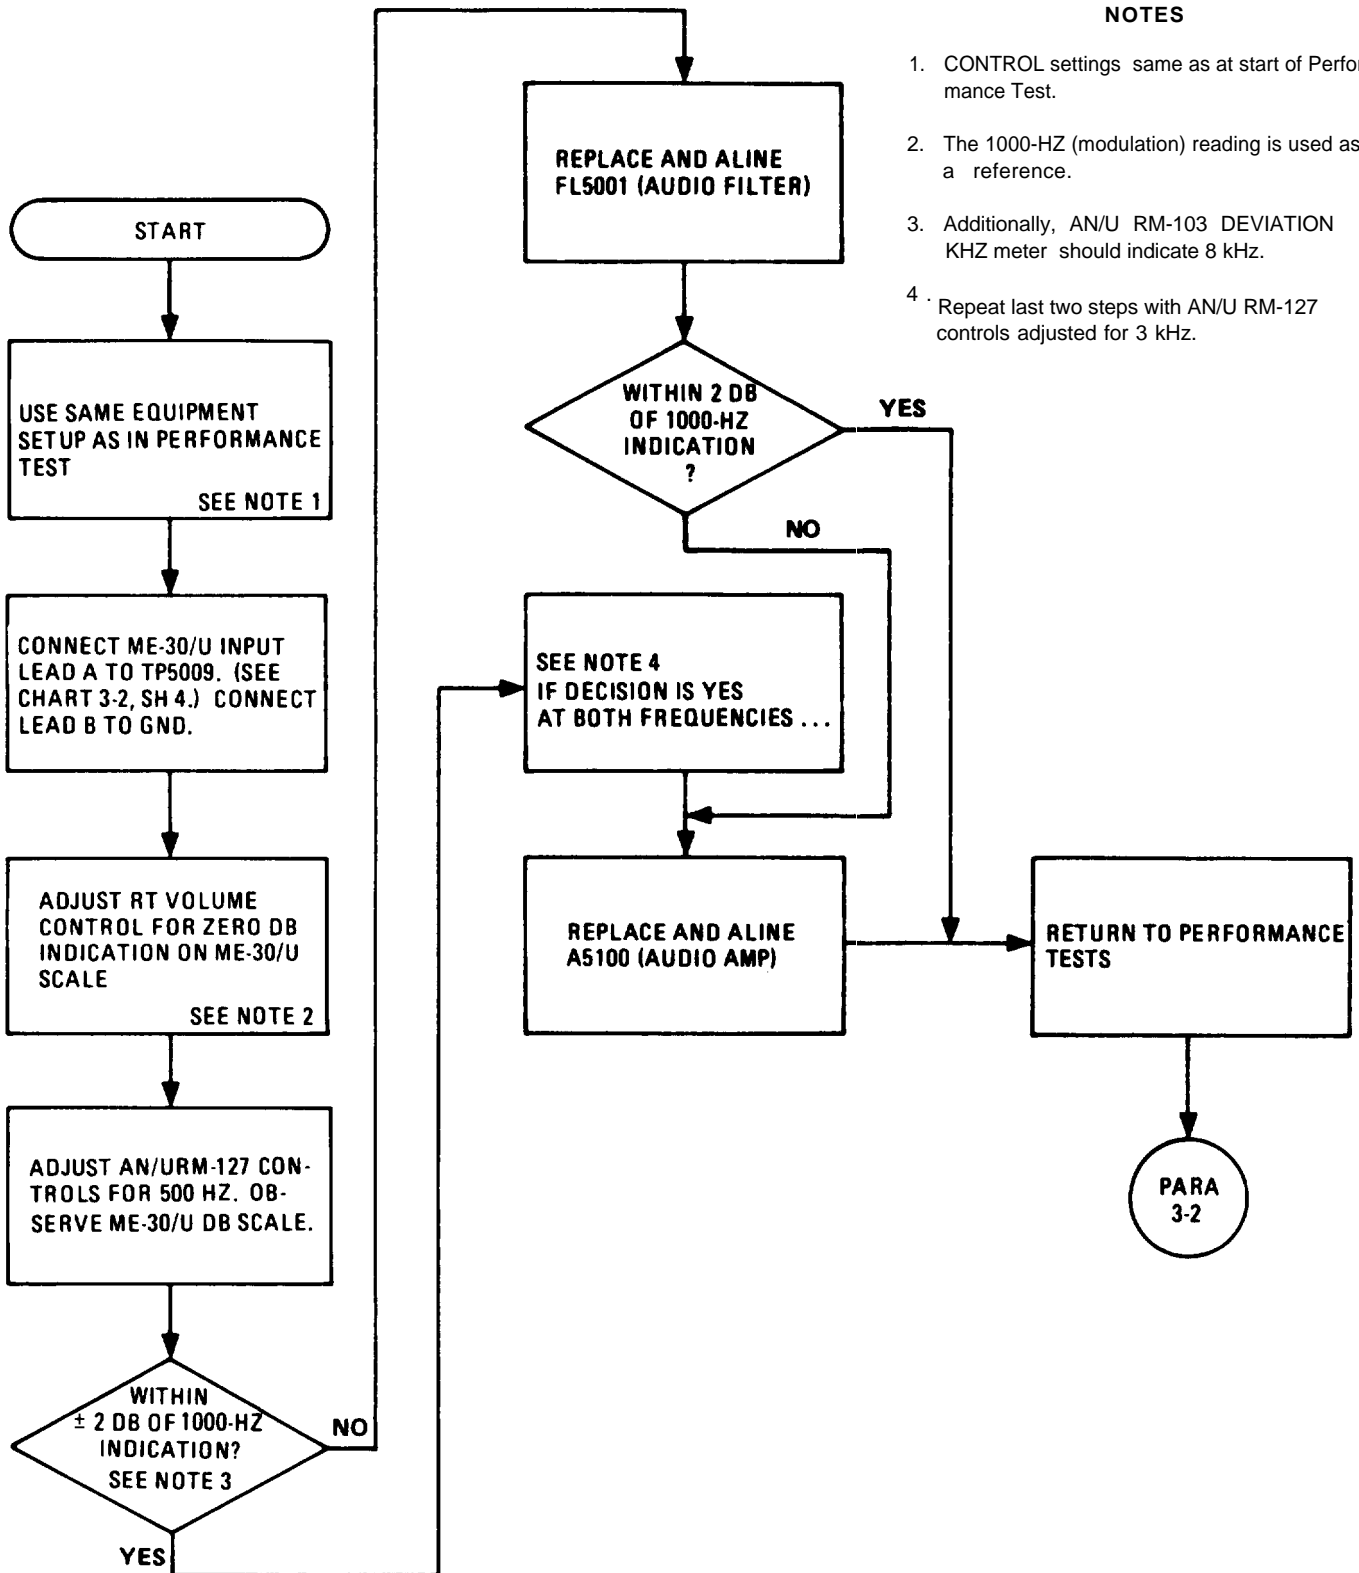 START
USE SAME EQUIPMENT
SETUP AS IN PERFORMANCE
TEST
SEE NOTE 1
CONNECT ME-30/U INPUT
LEAD A TO TP5009. (SEE
CHART 3-2, SH 4.) CONNECT
LEAD B TO GND.
ADJUST RT VOLUME
CONTROL FOR ZERO DB
INDICATION ON ME-30/U
SCALE
SEE NOTE 2
ADJUST AN/URM-127 CON-
TROLS FOR 500 HZ. OB-
SERVE ME-30/U DB SCALE.
WITHIN
± 2 DB OF 1000-HZ
INDICATION?
SEE NOTE 3
NO
YES
REPLACE AND ALINE
FL5001 (AUDIO FILTER)
WITHIN 2 DB
OF 1000-HZ
INDICATION
?
YES
NO
SEE NOTE 4
IF DECISION IS YES
AT BOTH FREQUENCIES ...
REPLACE AND ALINE
A5100 (AUDIO AMP)
RETURN TO PERFORMANCE
TESTS
PARA
3-2
NOTES
1. CONTROL settings same as at start of Perfor
mance Test.
2. The 1000-HZ (modulation) reading is used as
a reference.
3. Additionally, AN/U RM-103 DEVIATION
KHZ meter should indicate 8 kHz.
4 . Repeat last two steps with AN/U RM-127
controls adjusted for 3 kHz.